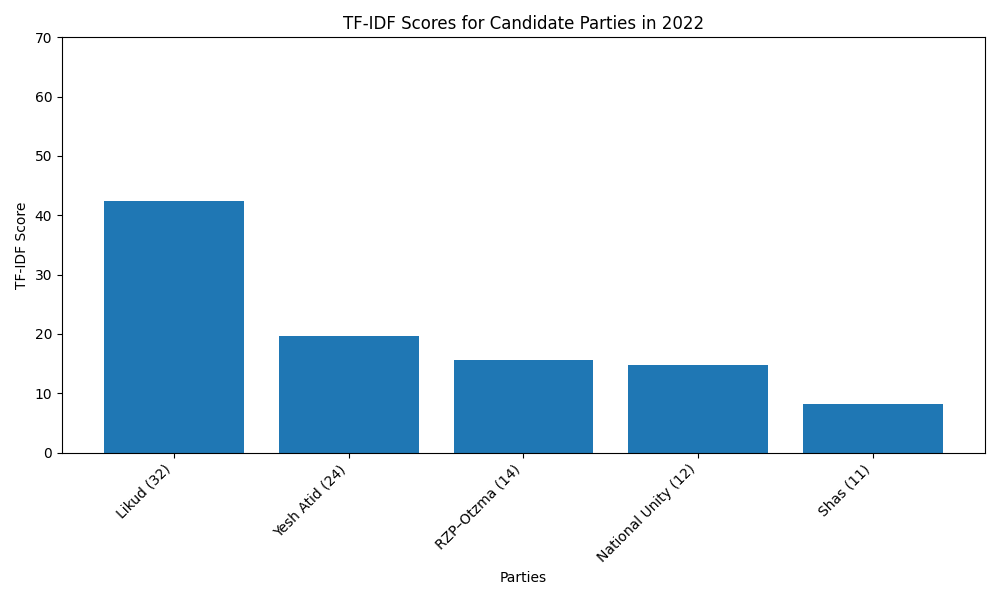 TF-IDF Scores for Candidate Parties in 2022
70
60
50
40
30
20
10
0
TF-IDF Score
Likud (32)
Yesh Atid (24)
RZP–Otzma (14)
National Unity (12)
Shas (11)
Parties